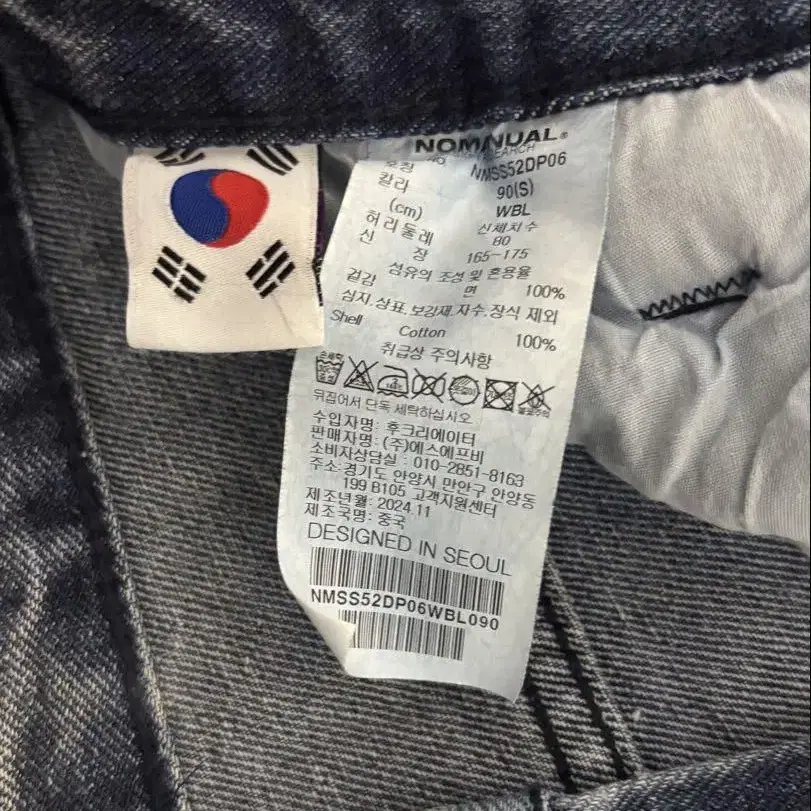 NOMANUAL®
RESEARCH
호칭 NMSS52DP06
칼라 90(S)
(cm) WBL
신체치수
허리둘레 80
신 장 165-175
섬유의 조성 및 혼용율
겉감 면 100%
심지.상표.보강재.자수.장식 제외
Shell Cotton 100%
취급상 주의사항
뒤집어서 단독 세탁하십시오
수입자명: 후크리에이터
판매자명: (주)에스에프비
소비자상담실 : 010-2851-8163
주소: 경기도 안양시 만안구 안양동
199 B105 고객지원센터
제조년월: 2024.11
제조국명: 중국
DESIGNED IN SEOUL
NMSS52DP06WBL090